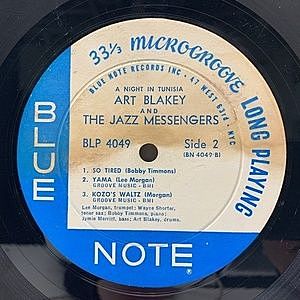 33⅓ MICROGROOVE LONG PLAYING
BLUE NOTE RECORDS INC · 47 WEST 63rd · NYC
A NIGHT IN TUNISIA
ART BLAKEY
AND
THE JAZZ MESSENGERS
BLP 4049 Side 2
(BN 4049-B)
1. SO TIRED (Bobby Timmons)
2. YAMA (Lee Morgan)
GROOVE MUSIC - BMI
3. KOZO'S WALTZ (Morgan)
GROOVE MUSIC - BMI
Lee Morgan, trumpet; Wayne Shorter,
tenor sax; Bobby Timmons, piano;
Jymie Merritt, bass; Art Blakey, drums.
BLUE
NOTE
®